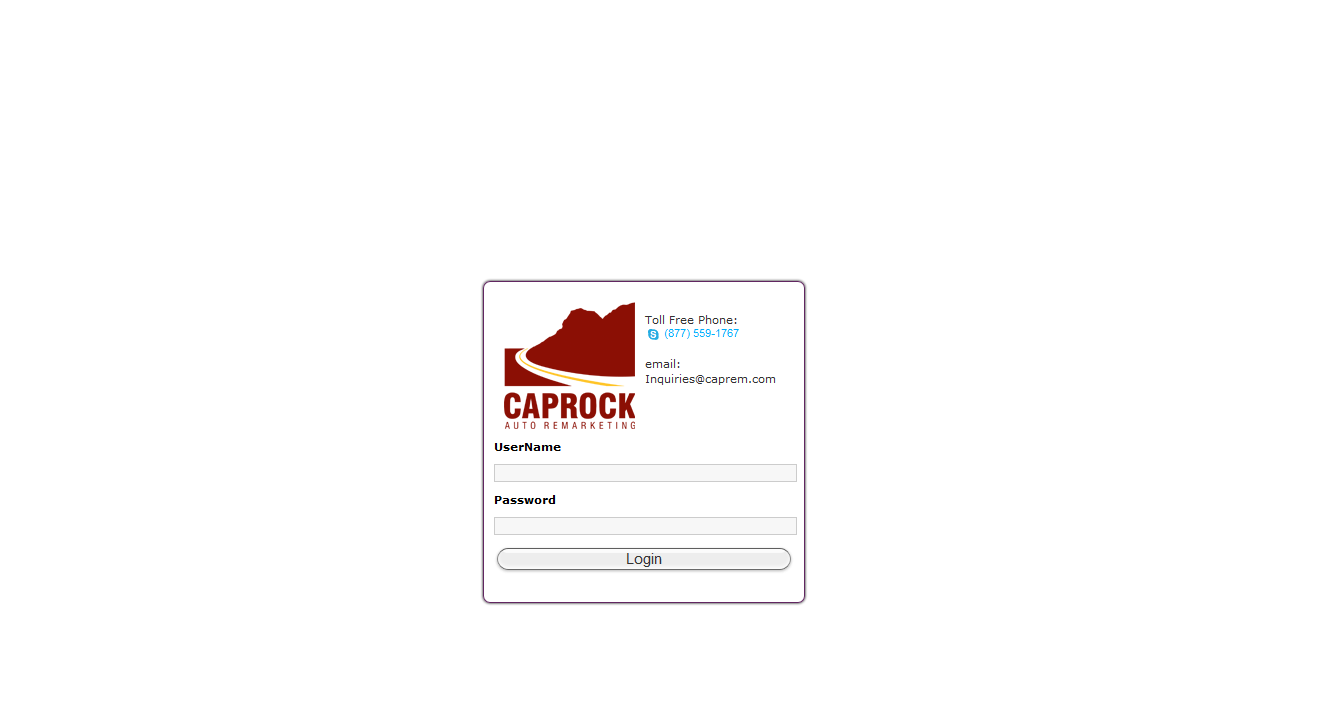 Toll Free Phone:
(877) 559-1767
email:
Inquiries@caprem.com
CAPROCK
AUTO REMARKETING
UserName
Password
Login